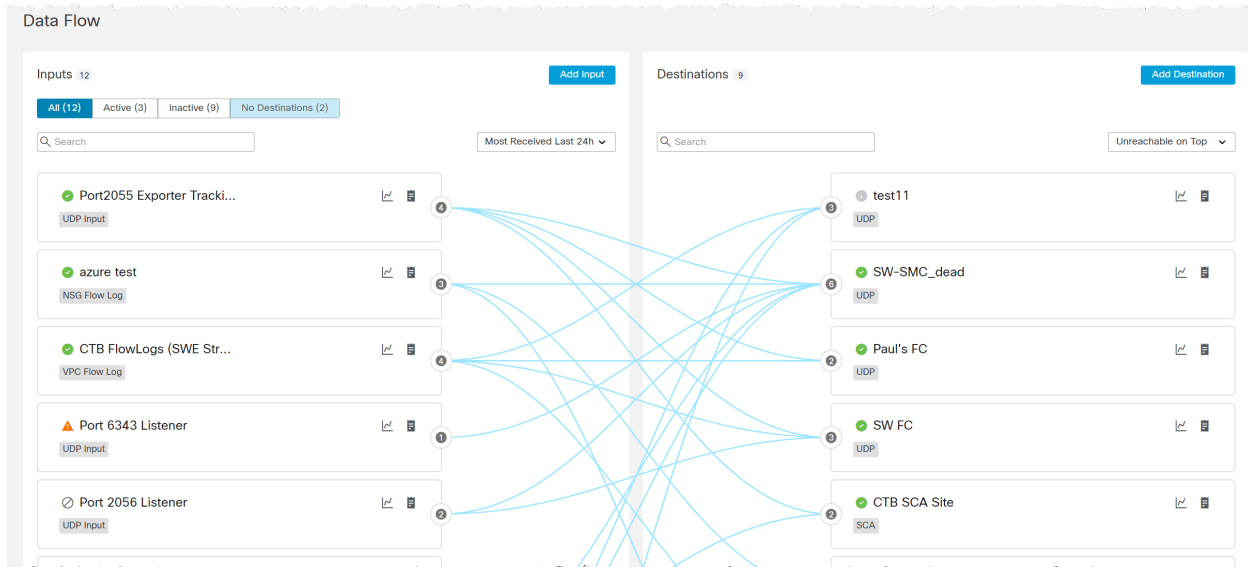 Data Flow
Inputs 12
Add Input
All (12) Active (3) Inactive (9) No Destinations (2)
Search
Most Received Last 24h
Port2055 Exporter Tracki...
UDP Input
4
azure test
NSG Flow Log
3
CTB FlowLogs (SWE Str...
VPC Flow Log
4
Port 6343 Listener
UDP Input
1
Port 2056 Listener
UDP Input
2
Destinations 9
Add Destination
Search
Unreachable on Top
3
test11
UDP
6
SW-SMC_dead
UDP
2
Paul's FC
UDP
3
SW FC
UDP
2
CTB SCA Site
SCA